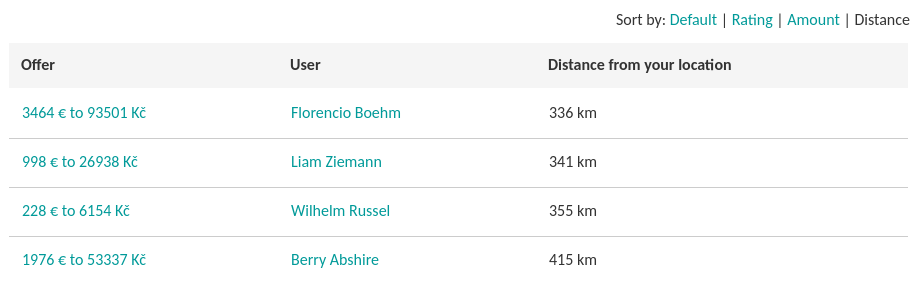 Sort by: Default | Rating | Amount | Distance
Offer User Distance from your location
3464 € to 93501 Kč Florencio Boehm 336 km
998 € to 26938 Kč Liam Ziemann 341 km
228 € to 6154 Kč Wilhelm Russel 355 km
1976 € to 53337 Kč Berry Abshire 415 km